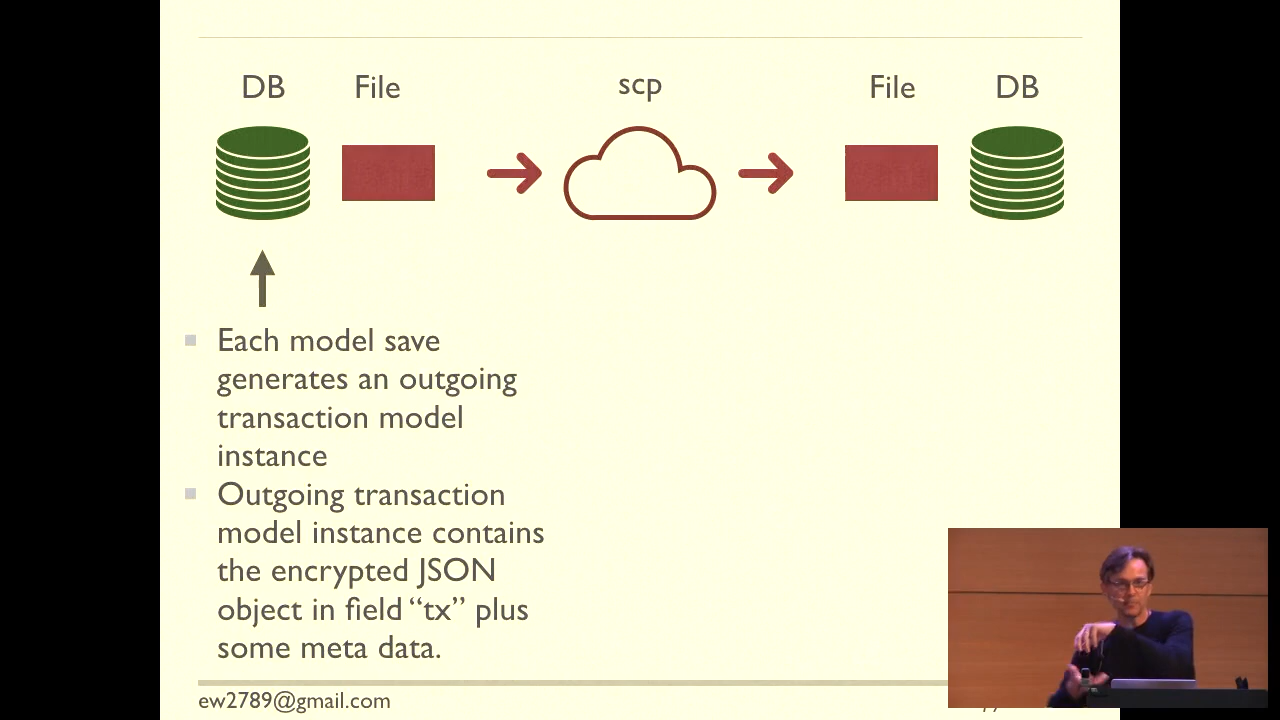 DB File scp File DB
Each model save
generates an outgoing
transaction model
instance
Outgoing transaction
model instance contains
the encrypted JSON
object in field “tx” plus
some meta data.
ew2789@gmail.com